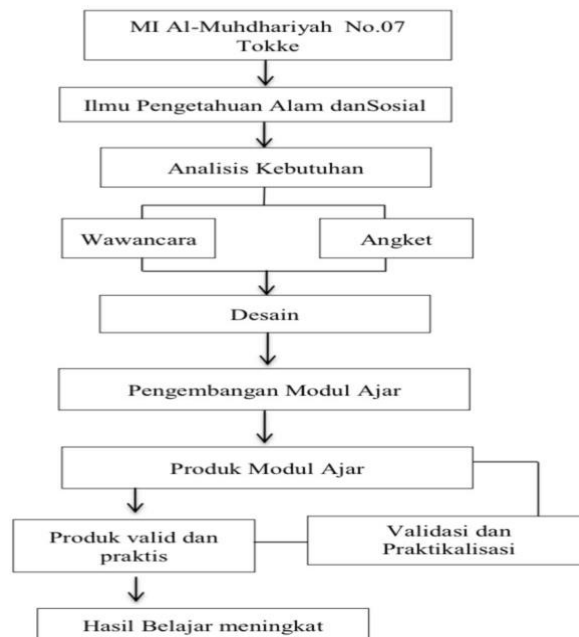 MI Al-Muhdhariyah No.07
Tokke
Ilmu Pengetahuan Alam danSosial
Analisis Kebutuhan
Wawancara
Angket
Desain
Pengembangan Modul Ajar
Produk Modul Ajar
Produk valid dan
praktis
Validasi dan
Praktikalisasi
Hasil Belajar meningkat